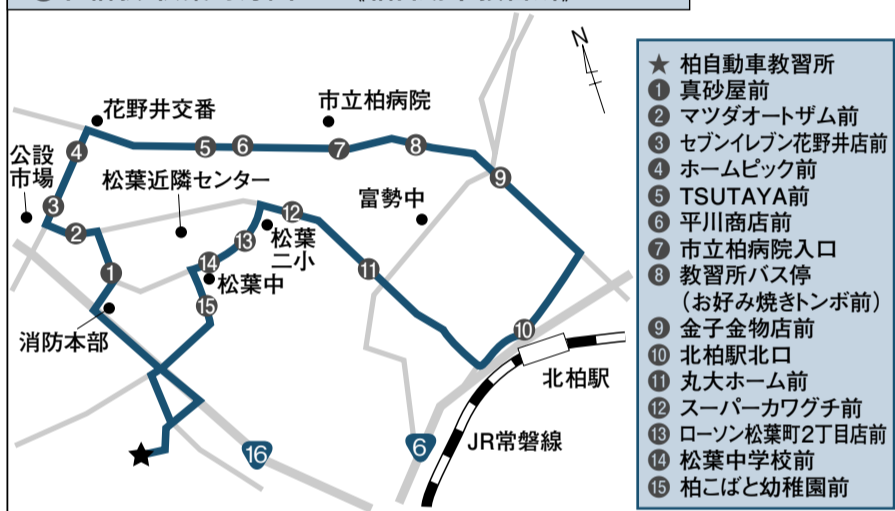 N
花野井交番
市立柏病院
公設
市場
松葉近隣センター
富勢中
松葉
二小
松葉中
消防本部
北柏駅
JR常磐線
16
6
1
2
3
4
5
6
7
8
9
10
11
12
13
14
15
★ 柏自動車教習所
❶ 真砂屋前
❷ マツダオートザム前
❸ セブンイレブン花野井店前
❹ ホームピック前
❺ TSUTAYA前
❻ 平川商店前
❼ 市立柏病院入口
❽ 教習所バス停
（お好み焼きトンボ前）
❾ 金子金物店前
❿ 北柏駅北口
⓫ 丸大ホーム前
⓬ スーパーカワグチ前
⓭ ローソン松葉町2丁目店前
⓮ 松葉中学校前
⓯ 柏こばと幼稚園前